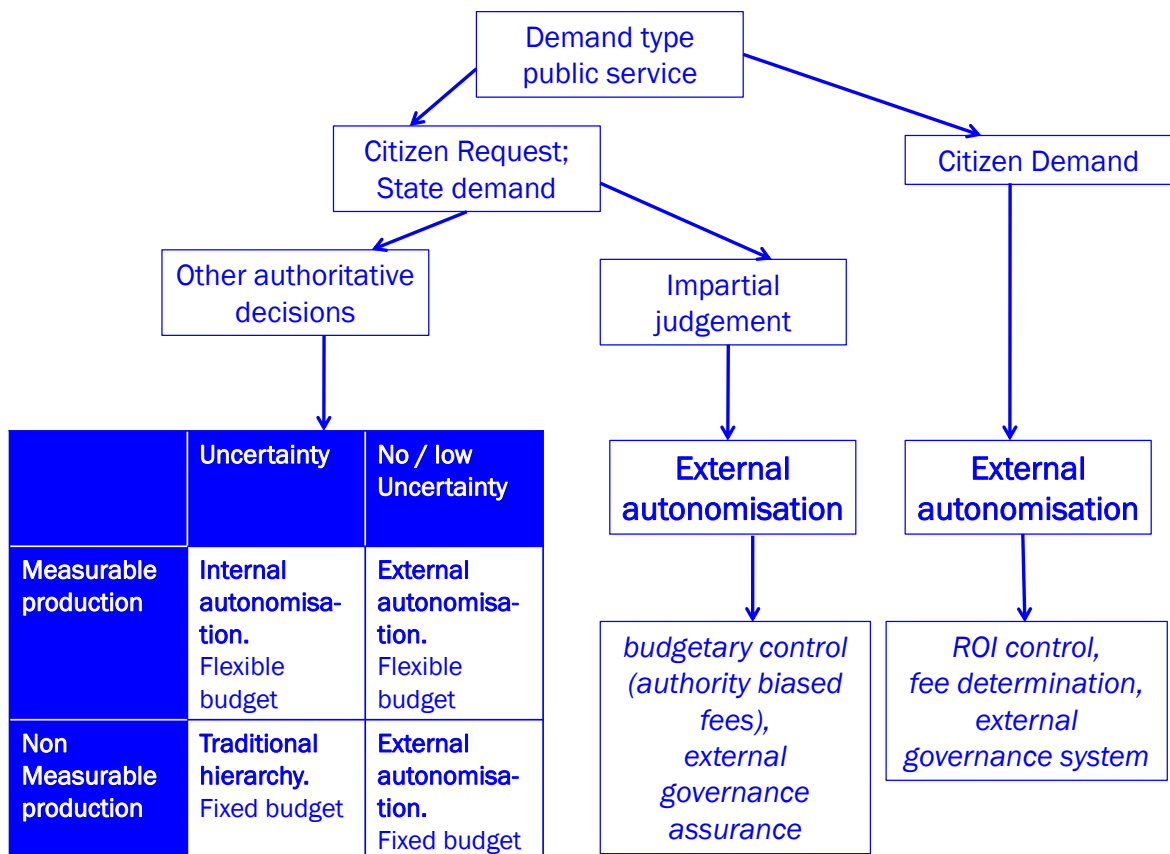 Demand type
public service
Citizen Request;
State demand
Citizen Demand
Other authoritative
decisions
Impartial
judgement
Uncertainty
No / low
Uncertainty
Measurable
production
Internal
autonomisa-
tion.
Flexible
budget
External
autonomisa-
tion.
Flexible
budget
Non
Measurable
production
Traditional
hierarchy.
Fixed budget
External
autonomisa-
tion.
Fixed budget
External
autonomisation
External
autonomisation
budgetary control
(authority biased
fees),
external
governance
assurance
ROI control,
fee determination,
external
governance system